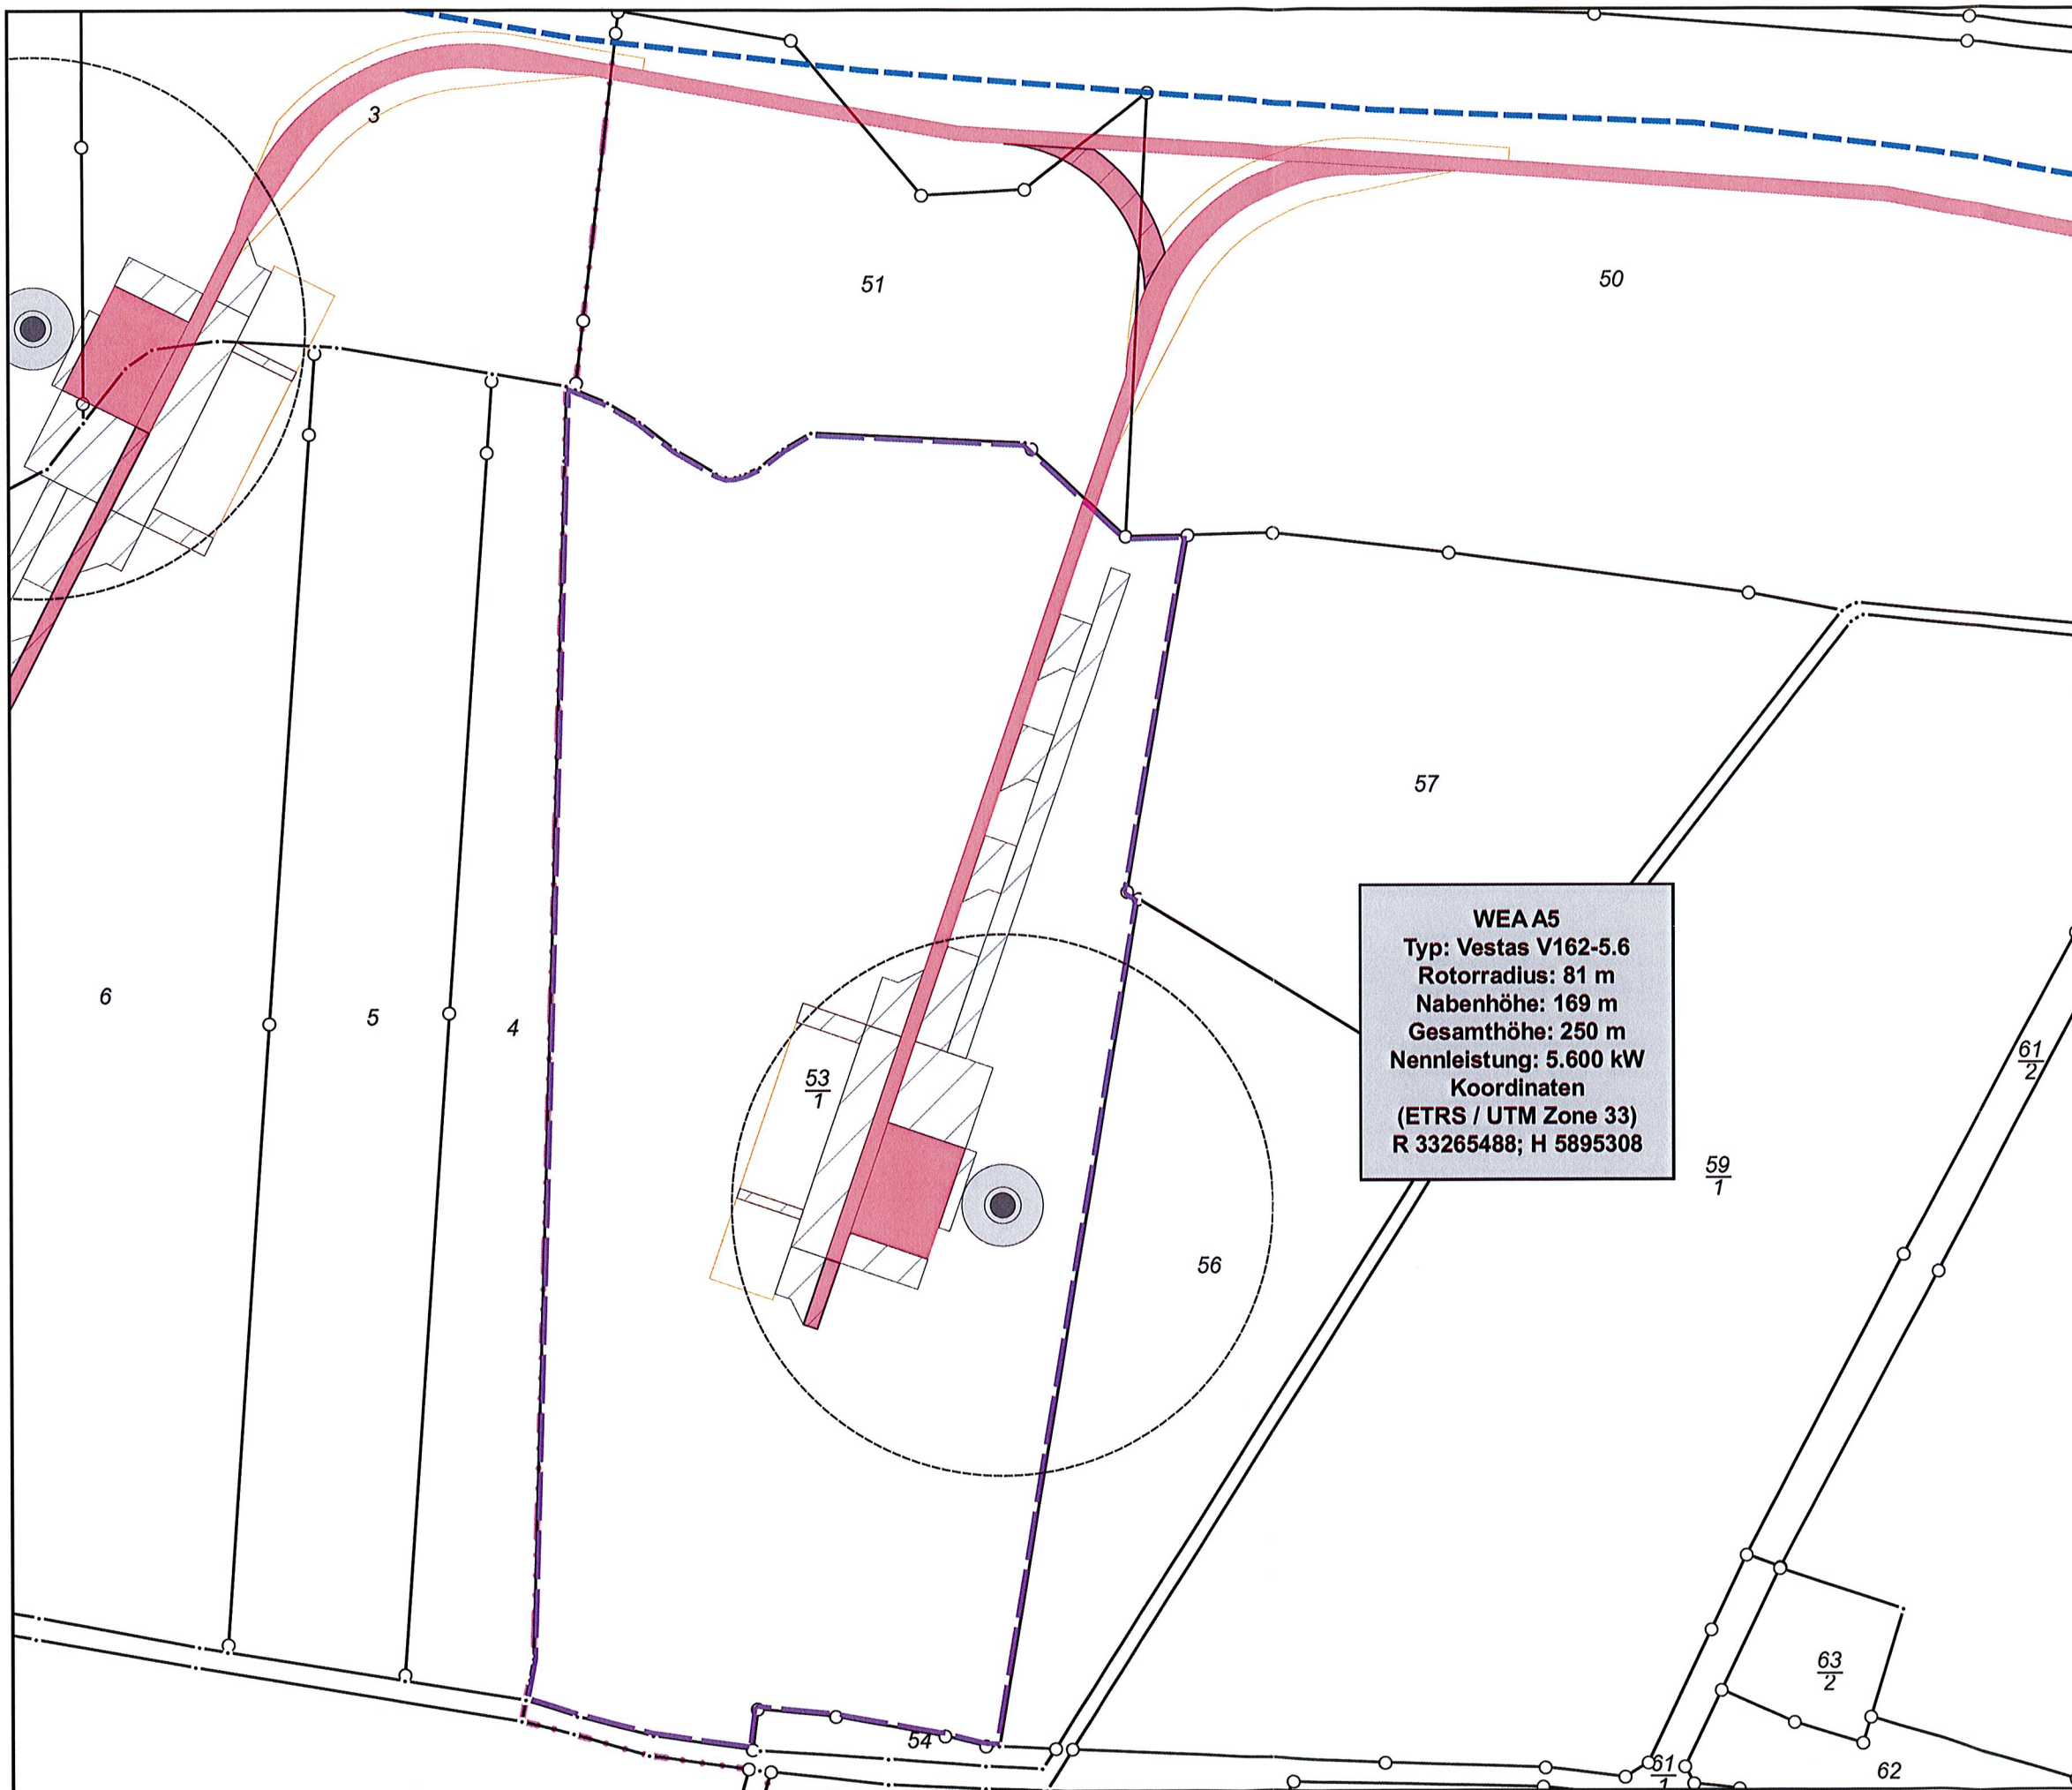 3
51
50
57
WEA A5
Typ: Vestas V162-5.6
Rotorradius: 81 m
Nabenhöhe: 169 m
Gesamthöhe: 250 m
Nennleistung: 5.600 kW
Koordinaten
(ETRS / UTM Zone 33)
R 33265488; H 5895308
6
5
4
53
1
61
2
59
1
56
63
2
54
61
1
62